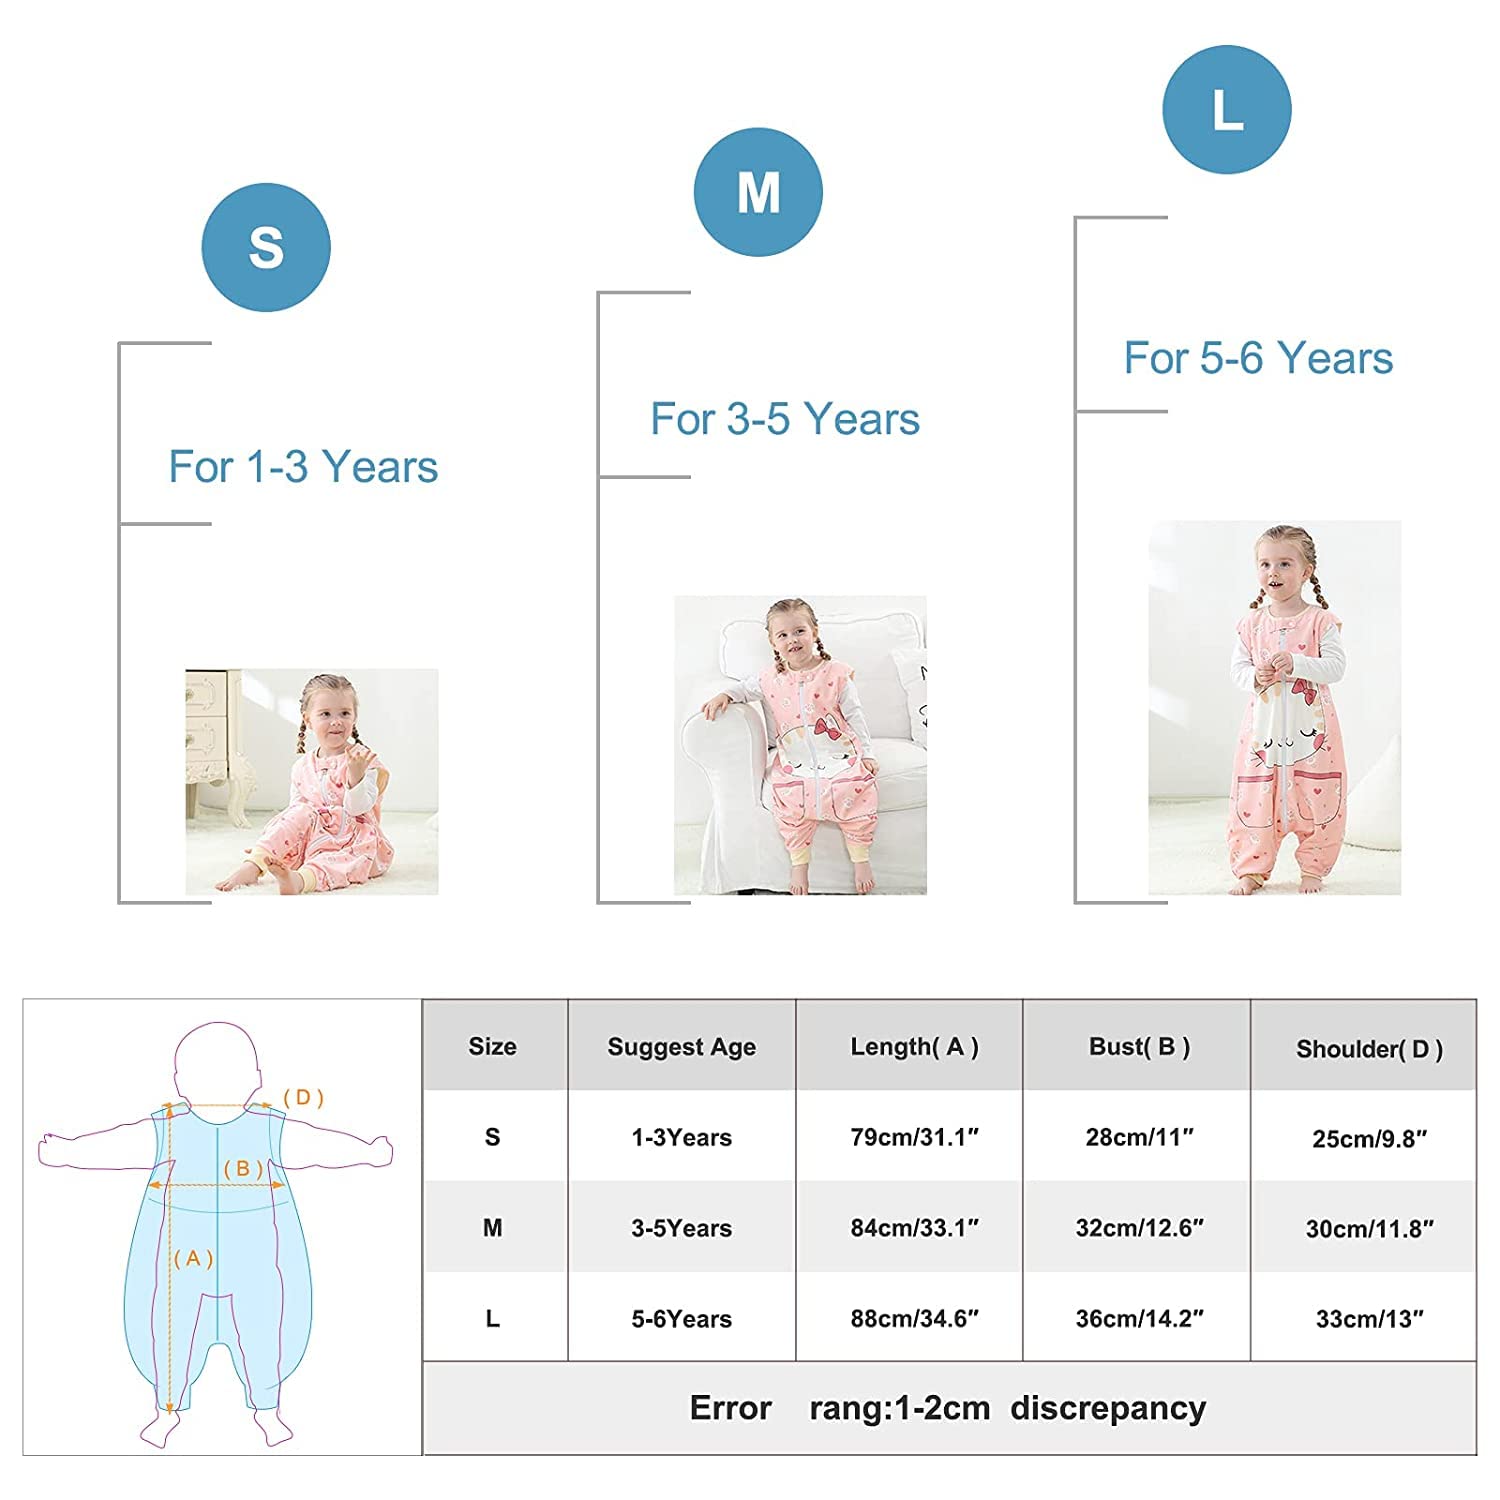 L
M
S
For 5-6 Years
For 3-5 Years
For 1-3 Years
( D )
( B )
( A )
Size Suggest Age Length( A ) Bust( B ) Shoulder( D )
S 1-3Years 79cm/31.1″ 28cm/11″ 25cm/9.8″
M 3-5Years 84cm/33.1″ 32cm/12.6″ 30cm/11.8″
L 5-6Years 88cm/34.6″ 36cm/14.2″ 33cm/13″
Error rang:1-2cm discrepancy